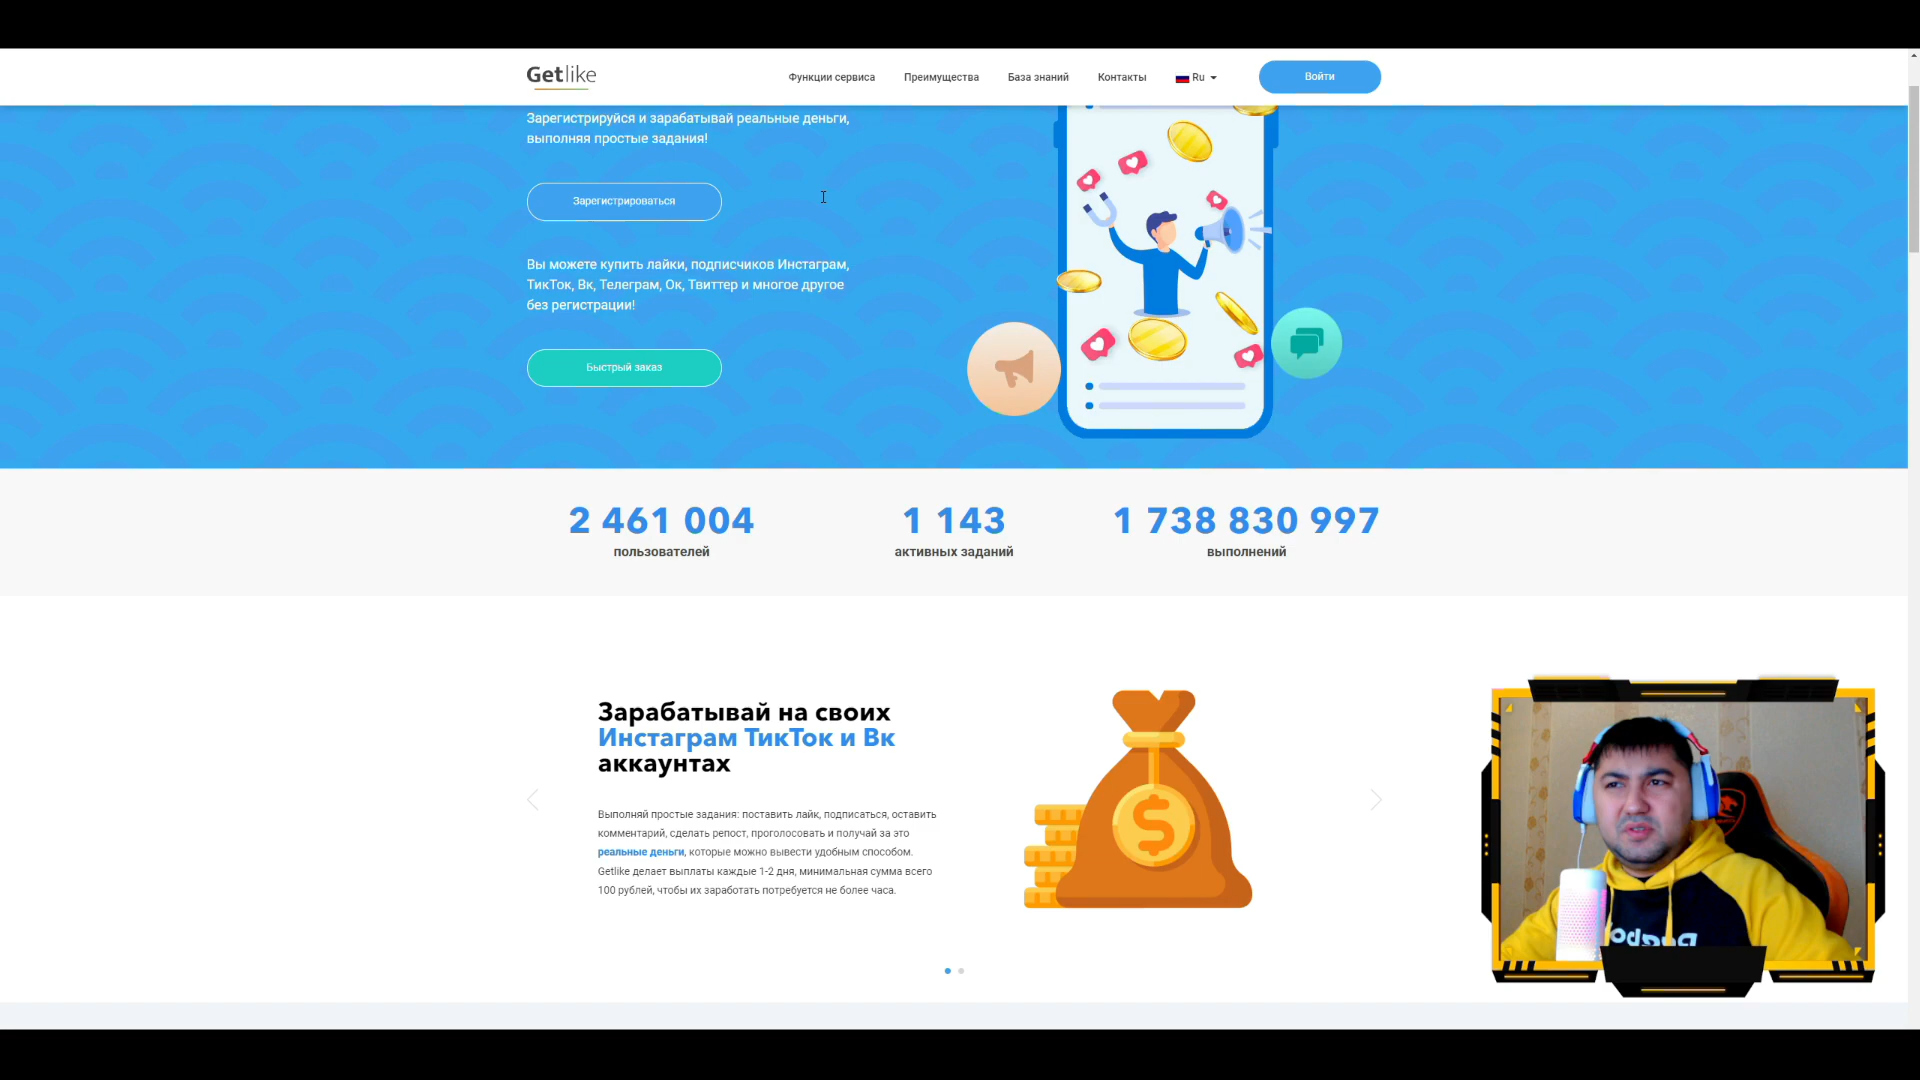 Getlike
Функции сервиса
Преимущества
База знаний
Контакты
Ru
Войти
Зарегистрируйся и зарабатывай реальные деньги,
выполняя простые задания!
Зарегистрироваться
Вы можете купить лайки, подписчиков Инстаграм,
ТикТок, Вк, Телеграм, Ок, Твиттер и многое другое
без регистрации!
Быстрый заказ
2 461 004
пользователей
1 143
активных заданий
1 738 830 997
выполнений
Зарабатывай на своих
Инстаграм ТикТок и Вк
аккаунтах
Выполняй простые задания: поставить лайк, подписаться, оставить
комментарий, сделать репост, проголосовать и получай за это
реальные деньги, которые можно вывести удобным способом.
Getlike делает выплаты каждые 1-2 дня, минимальная сумма всего
100 рублей, чтобы их заработать потребуется не более часа.